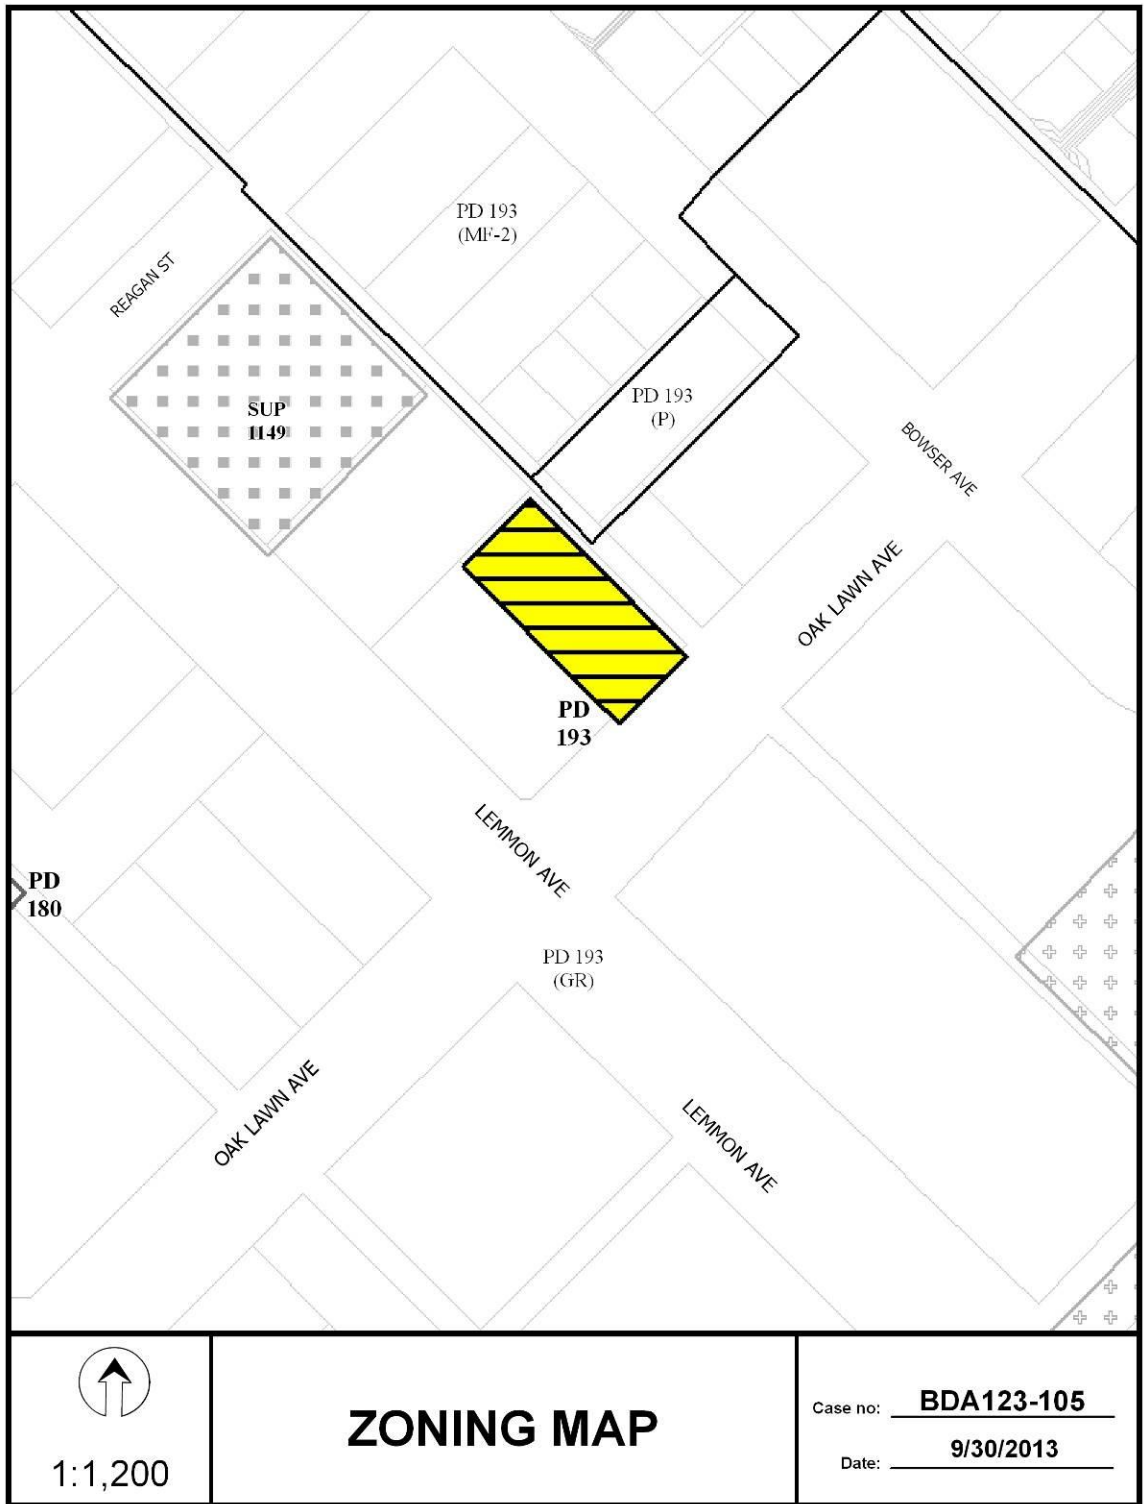 PD 193
(MF-2)
REAGAN ST
SUP
1149
PD 193
(P)
BOWSER AVE
OAK LAWN AVE
PD
193
LEMMON AVE
PD
180
PD 193
(GR)
OAK LAWN AVE
LEMMON AVE
1:1,200
ZONING MAP
Case no: BDA123-105
Date: 9/30/2013